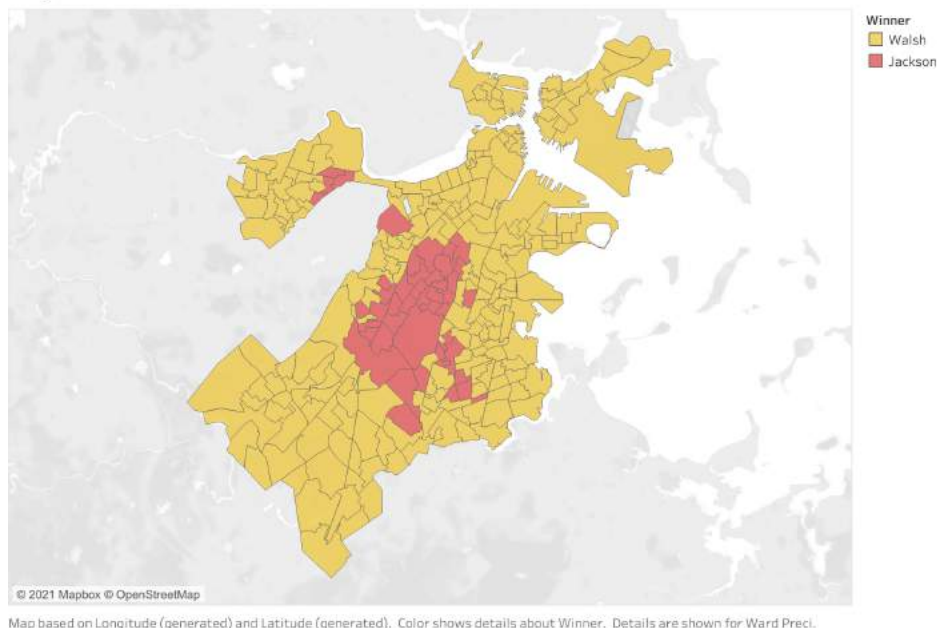 Winner
Walsh
Jackson
© 2021 Mapbox © OpenStreetMap
Map based on Longitude (generated) and Latitude (generated). Color shows details about Winner. Details are shown for Ward Preci.